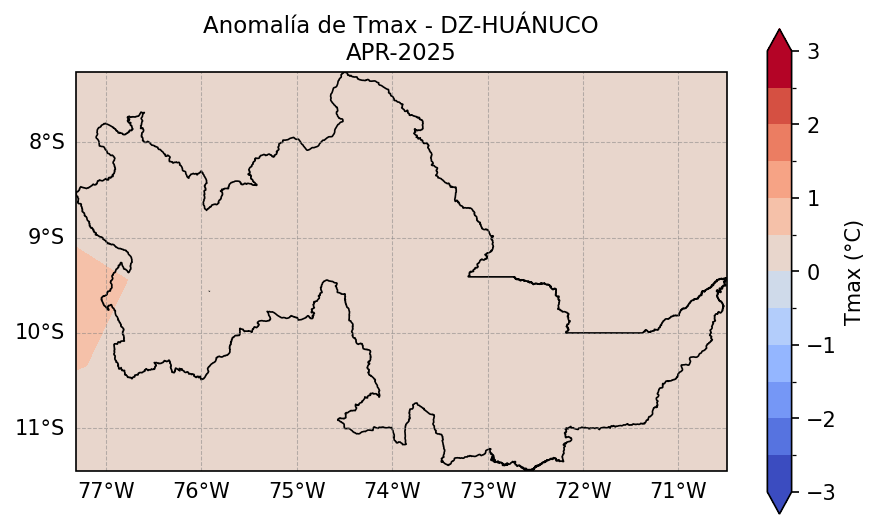 Anomalía de Tmax - DZ-HUÁNUCO
APR-2025
8°S
9°S
10°S
11°S
77°W 76°W 75°W 74°W 73°W 72°W 71°W
3
2
1
0
−1
−2
−3
Tmax (°C)